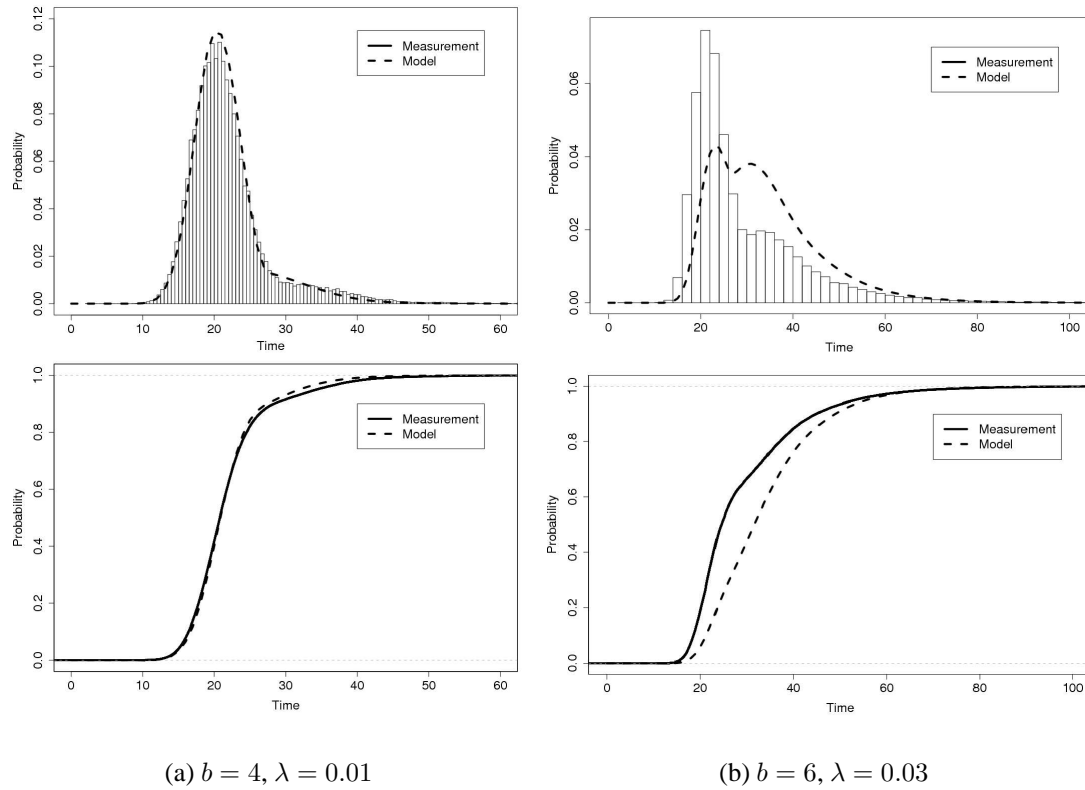 Probability
0.12
0.10
0.08
0.06
0.04
0.02
0.00
Measurement
Model
0 10 20 30 40 50 60
Time
Probability
0.06
0.04
0.02
0.00
Measurement
Model
0 20 40 60 80 100
Time
Probability
1.0
0.8
0.6
0.4
0.2
0.0
Measurement
Model
0 10 20 30 40 50 60
Time
Probability
1.0
0.8
0.6
0.4
0.2
0.0
Measurement
Model
0 20 40 60 80 100
Time
(a) b = 4, λ = 0.01
(b) b = 6, λ = 0.03